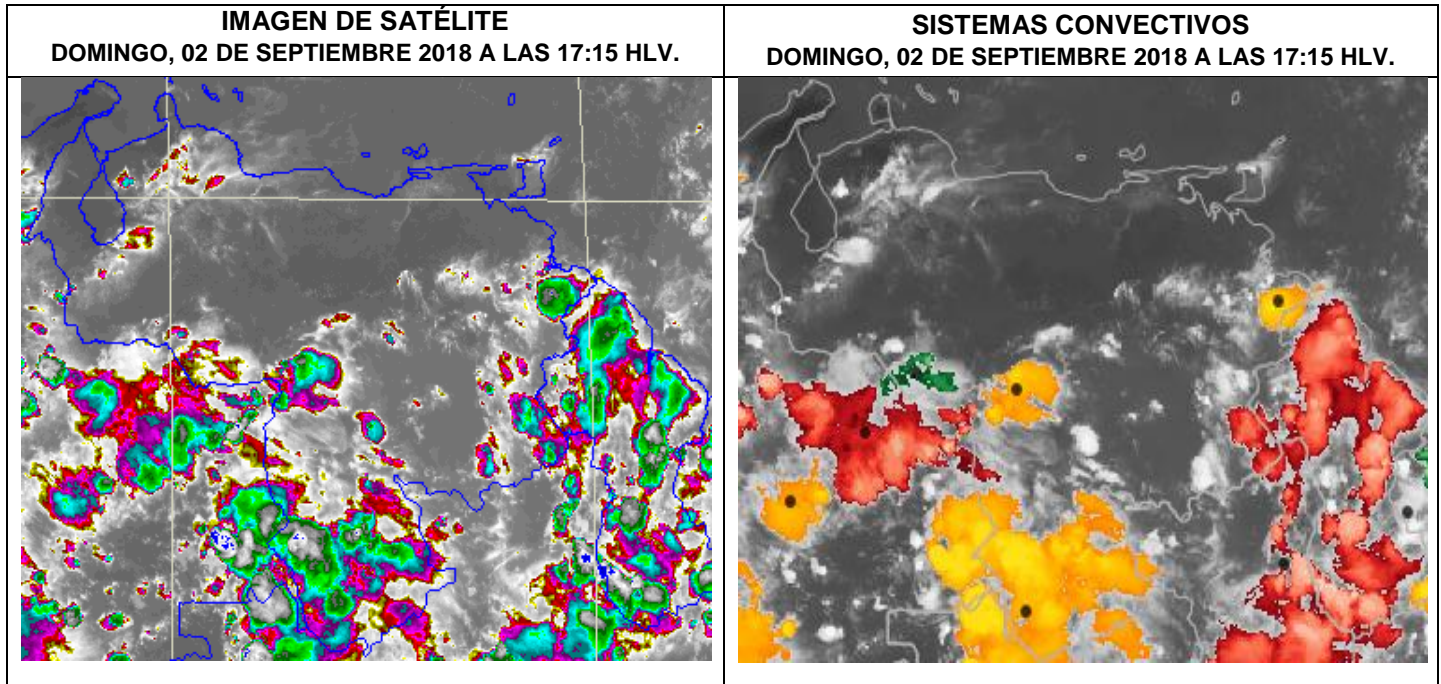 IMAGEN DE SATÉLITE
DOMINGO, 02 DE SEPTIEMBRE 2018 A LAS 17:15 HLV.
SISTEMAS CONVECTIVOS
DOMINGO, 02 DE SEPTIEMBRE 2018 A LAS 17:15 HLV.